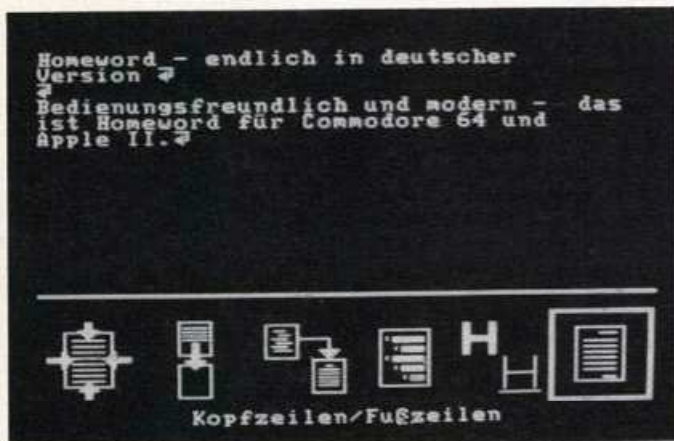 Homeword - endlich in deutscher
Version
Bedienungsfreundlich und modern - das
ist Homeword für Commodore 64 und
Apple II.
H
H
Kopfzeilen/Fußzeilen